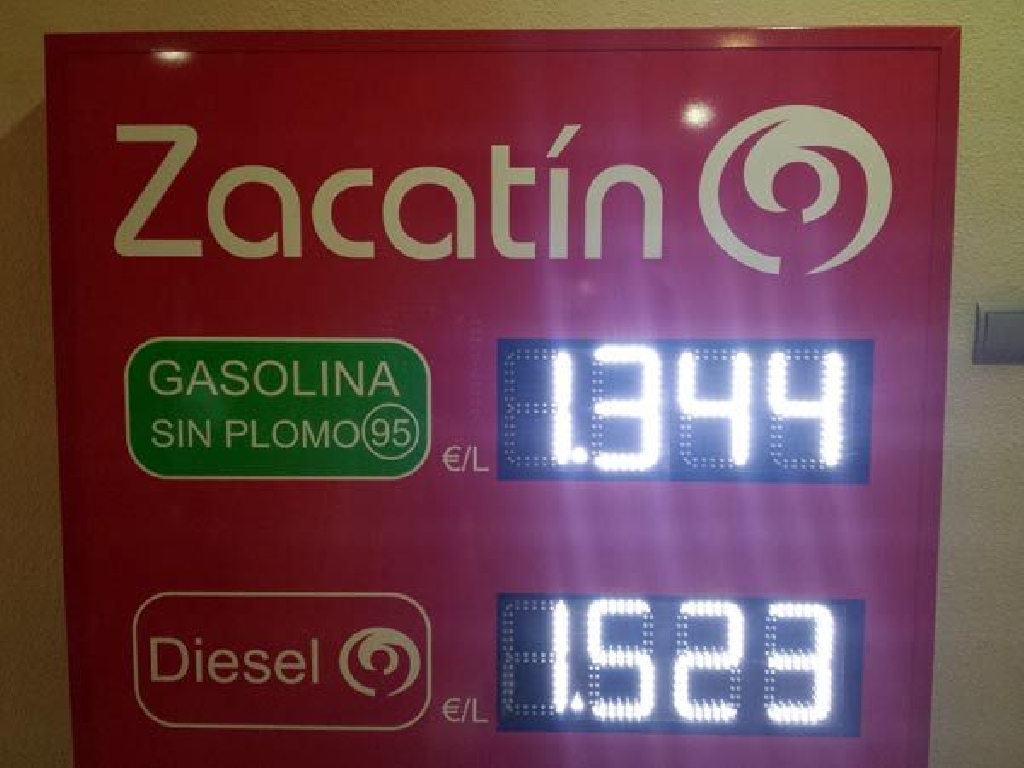 Zacatín
GASOLINA
SIN PLOMO 95
€/L
1.344
Diesel
€/L
1.523